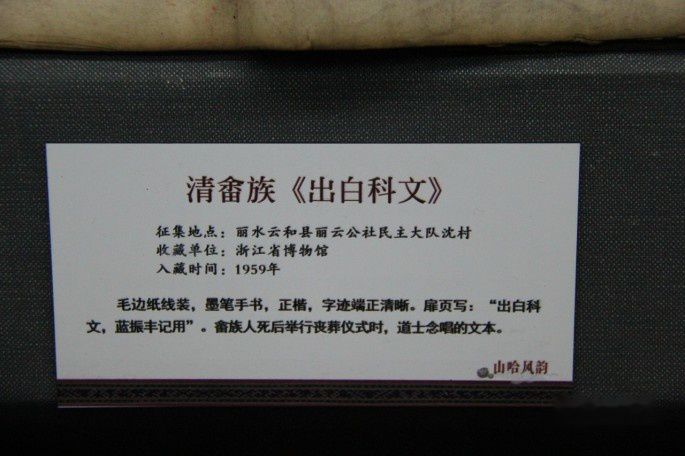 清畲族《出白科文》
征集地点：丽水云和县丽云公社民主大队沈村
收藏单位：浙江省博物馆
入藏时间：1959年
毛边纸线装，墨笔手书，正楷，字迹端正清晰。扉页写：“出白科
文，蓝振丰记用”。畲族人死后举行丧葬仪式时，道士念唱的文本。
山哈风韵